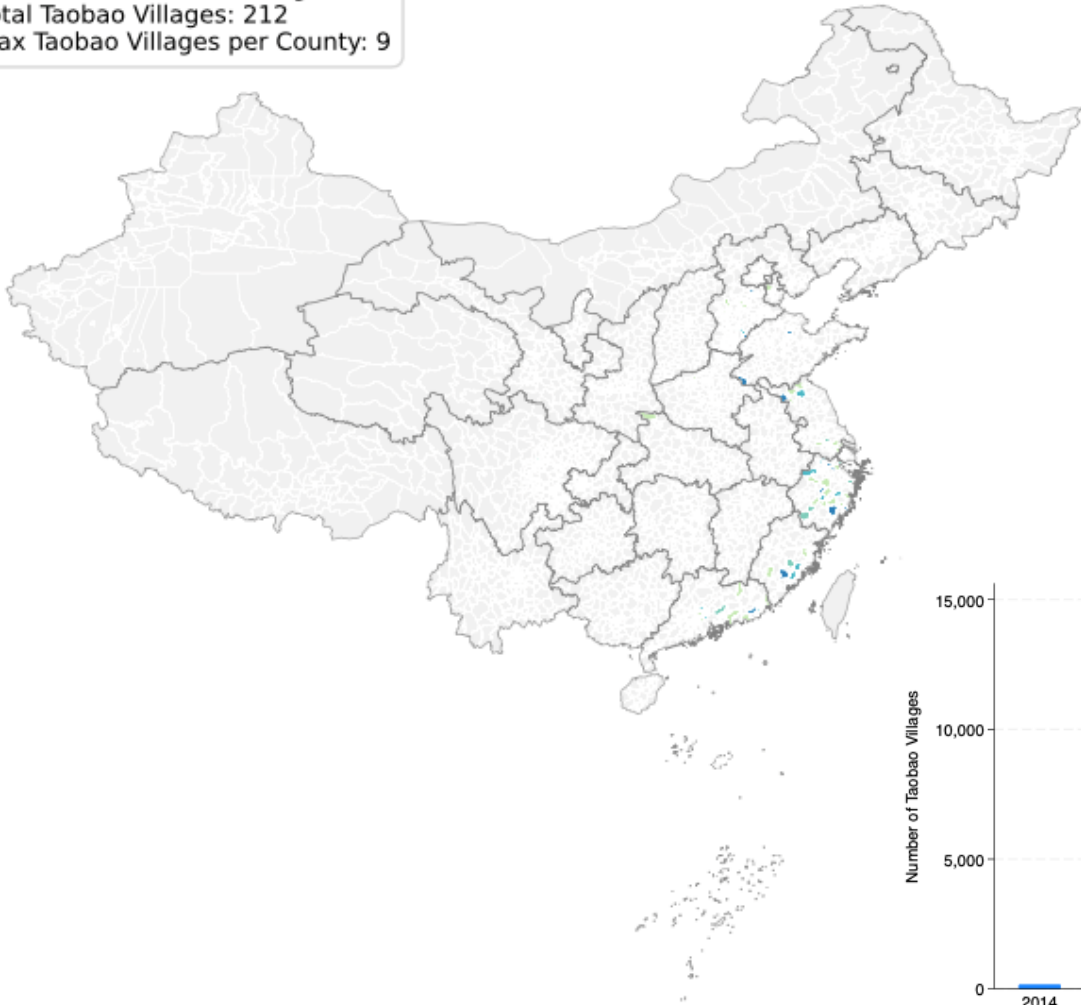 otal Taobao Villages: 212
ax Taobao Villages per County: 9
15,000
10,000
Number of Taobao Villages
5,000
0
2014